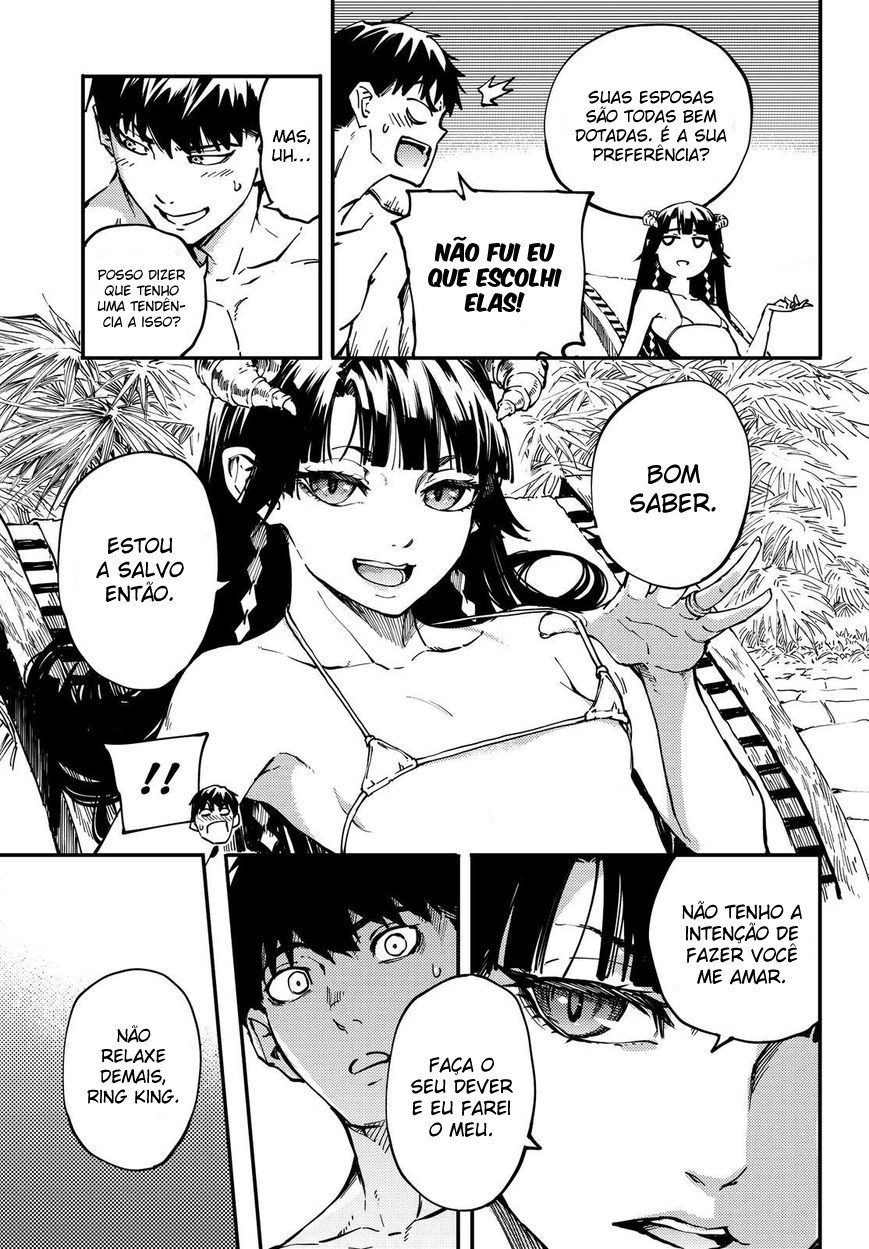 SUAS ESPOSAS
SÃO TODAS BEM
DOTADAS. É A SUA
PREFERÊNCIA?
NÃO FUI EU
QUE ESCOLHI
ELAS!
MAS,
UH...
POSSO DIZER
QUE TENHO
UMA TENDÊN-
CIA A ISSO?
BOM
SABER.
ESTOU
A SALVO
ENTÃO.
!!
NÃO TENHO A
INTENÇÃO DE
FAZER VOCÊ
ME AMAR.
FAÇA O
SEU DEVER
E EU FAREI
O MEU.
NÃO
RELAXE
DEMAIS,
RING KING.